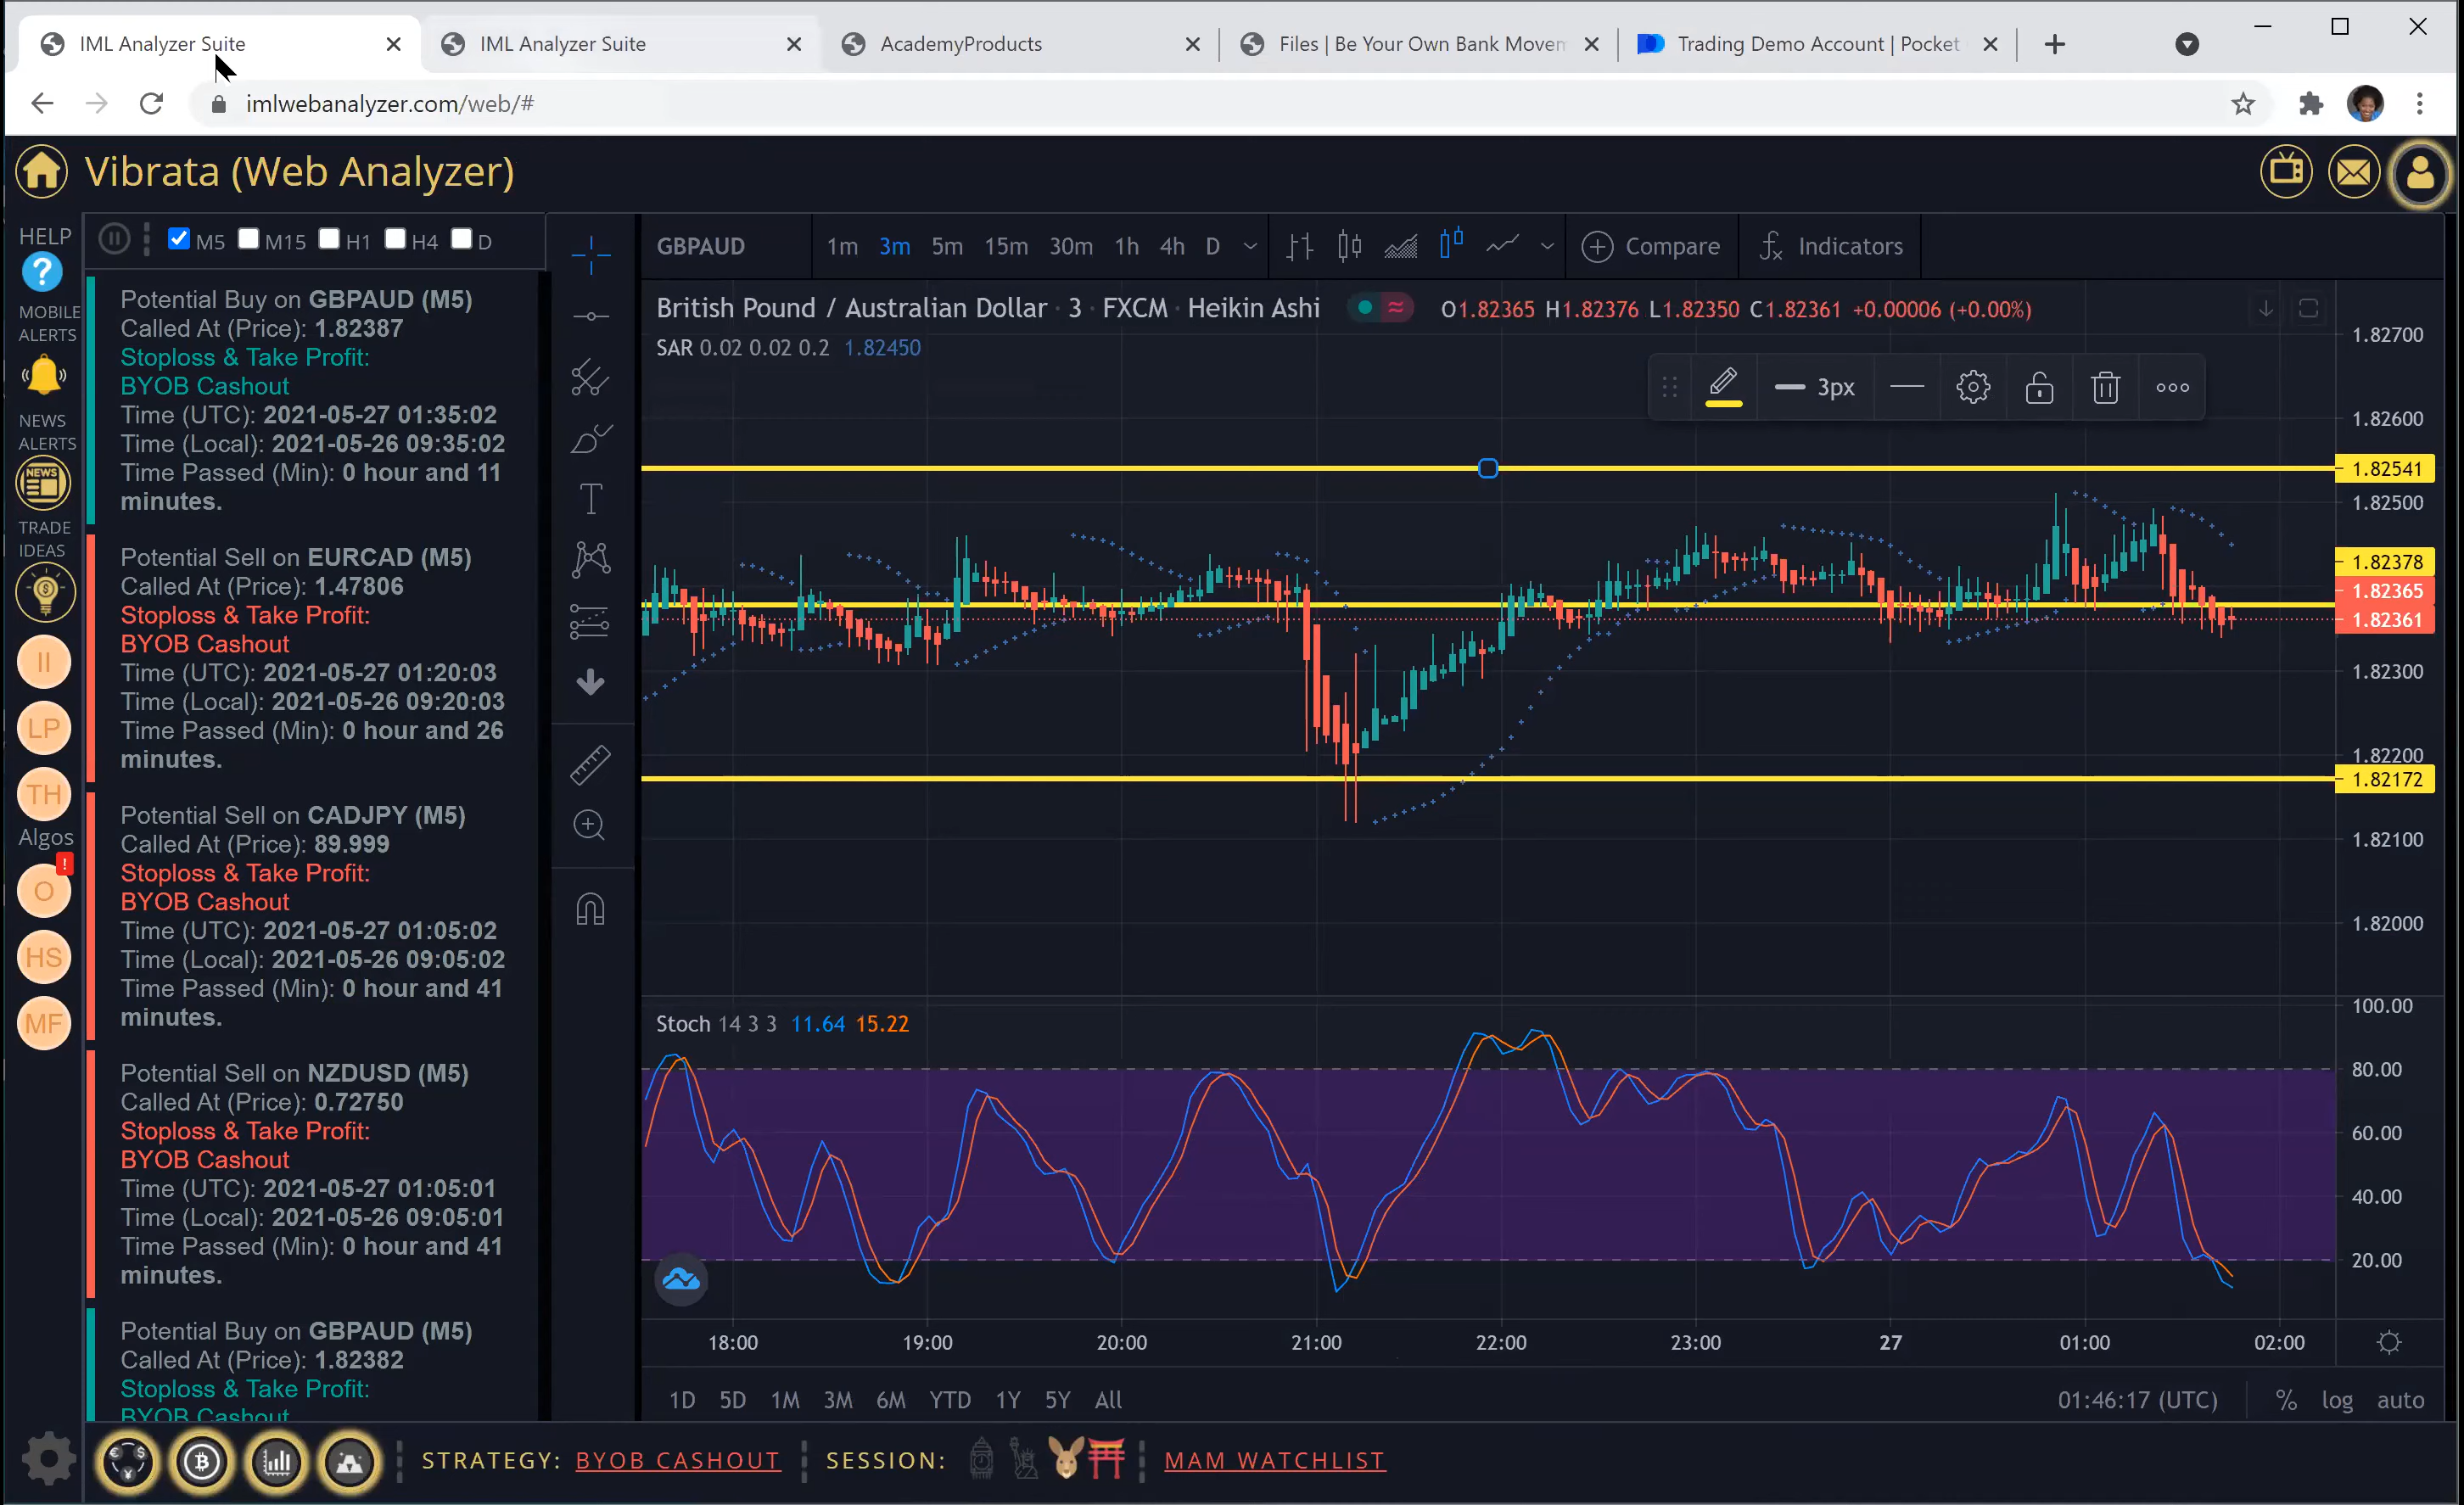 IML Analyzer Suite
IML Analyzer Suite
AcademyProducts
Files | Be Your Own Bank Movem
Trading Demo Account | Pocket
imlwebanalyzer.com/web/#
Vibrata (Web Analyzer)
HELP
?
MOBILE
ALERTS
NEWS
ALERTS
NEWS
TRADE
IDEAS
$
II
LP
TH
Algos
!
O
HS
MF
M5 M15 H1 H4 D
Potential Buy on GBPAUD (M5)
Called At (Price): 1.82387
Stoploss & Take Profit:
BYOB Cashout
Time (UTC): 2021-05-27 01:35:02
Time (Local): 2021-05-26 09:35:02
Time Passed (Min): 0 hour and 11
minutes.
Potential Sell on EURCAD (M5)
Called At (Price): 1.47806
Stoploss & Take Profit:
BYOB Cashout
Time (UTC): 2021-05-27 01:20:03
Time (Local): 2021-05-26 09:20:03
Time Passed (Min): 0 hour and 26
minutes.
Potential Sell on CADJPY (M5)
Called At (Price): 89.999
Stoploss & Take Profit:
BYOB Cashout
Time (UTC): 2021-05-27 01:05:02
Time (Local): 2021-05-26 09:05:02
Time Passed (Min): 0 hour and 41
minutes.
Potential Sell on NZDUSD (M5)
Called At (Price): 0.72750
Stoploss & Take Profit:
BYOB Cashout
Time (UTC): 2021-05-27 01:05:01
Time (Local): 2021-05-26 09:05:01
Time Passed (Min): 0 hour and 41
minutes.
Potential Buy on GBPAUD (M5)
Called At (Price): 1.82382
Stoploss & Take Profit:
BYOB Cashout
GBPAUD 1m 3m 5m 15m 30m 1h 4h D Compare Indicators
British Pound / Australian Dollar · 3 · FXCM · Heikin Ashi O1.82365 H1.82376 L1.82350 C1.82361 +0.00006 (+0.00%)
SAR 0.02 0.02 0.2 1.82450
3px
1.82700
1.82600
1.82541
1.82500
1.82378
1.82365
1.82361
1.82300
1.82200
1.82172
1.82100
1.82000
Stoch 14 3 3 11.64 15.22
100.00
80.00
60.00
40.00
20.00
18:00 19:00 20:00 21:00 22:00 23:00 27 01:00 02:00
1D 5D 1M 3M 6M YTD 1Y 5Y All 01:46:17 (UTC) % log auto
STRATEGY: BYOB CASHOUT SESSION: MAM WATCHLIST